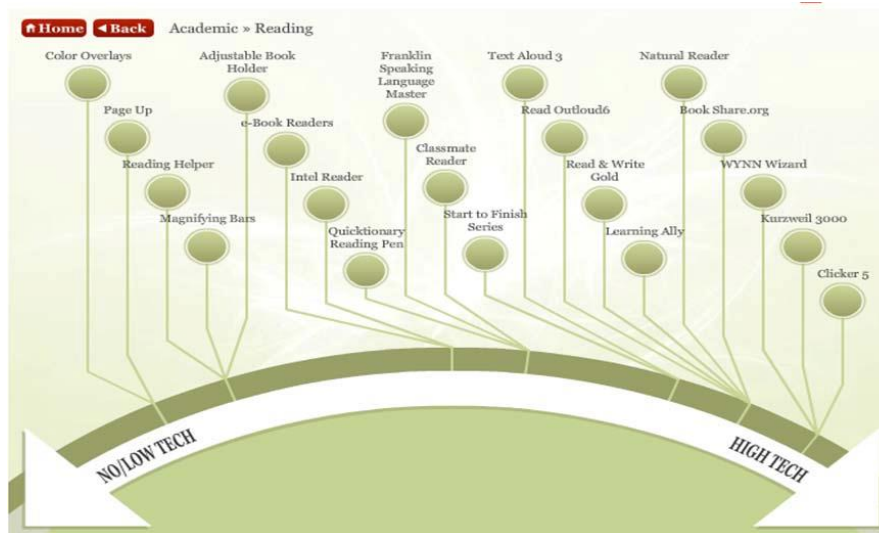 Home
Back
Academic » Reading
Color Overlays
Page Up
Reading Helper
Magnifying Bars
Adjustable Book
Holder
e-Book Readers
Intel Reader
Quicktionary
Reading Pen
Franklin
Speaking
Language
Master
Classmate
Reader
Start to Finish
Series
Text Aloud 3
Read Outloud6
Read & Write
Gold
Learning Ally
Natural Reader
Book Share.org
WYNN Wizard
Kurzweil 3000
Clicker 5
NO/LOW TECH
HIGH TECH